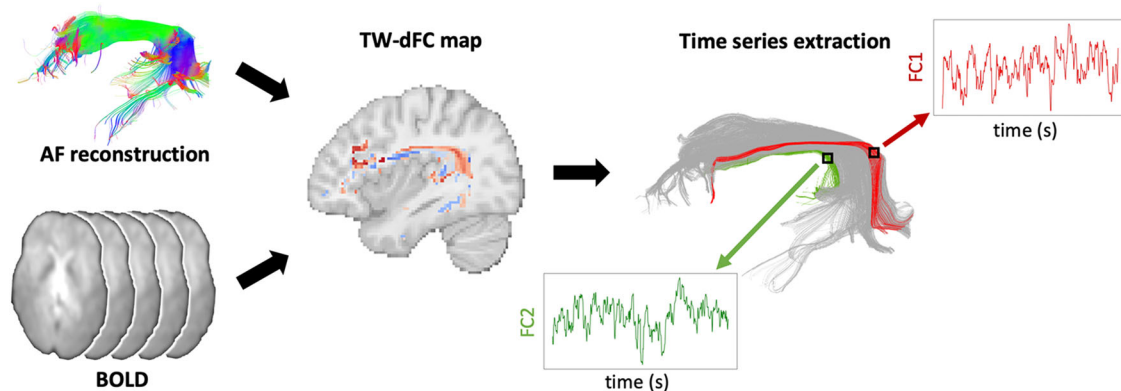 AF reconstruction
BOLD
TW-dFC map
Time series extraction
FC1
time (s)
FC2
time (s)